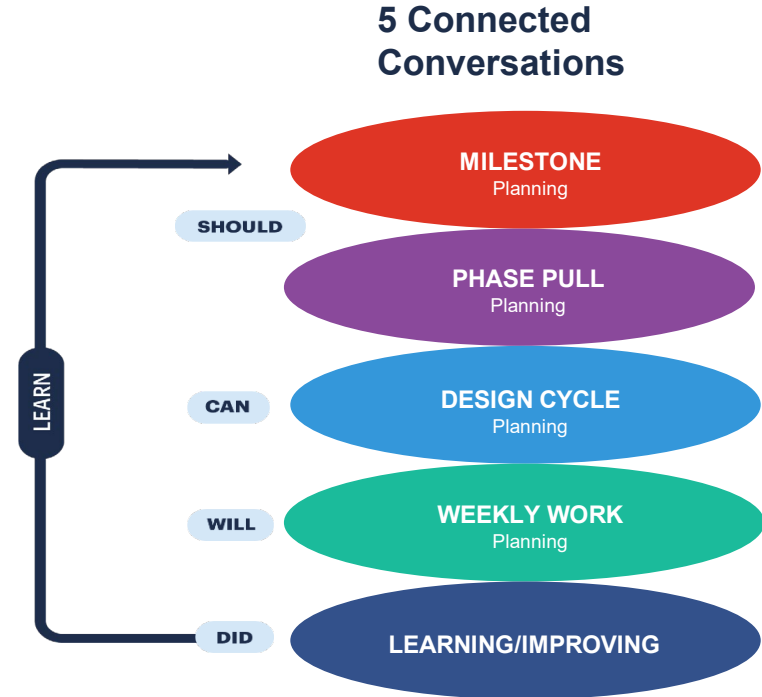 5 Connected
Conversations
MILESTONE
Planning
SHOULD
PHASE PULL
Planning
LEARN
CAN
DESIGN CYCLE
Planning
WILL
WEEKLY WORK
Planning
DID
LEARNING/IMPROVING